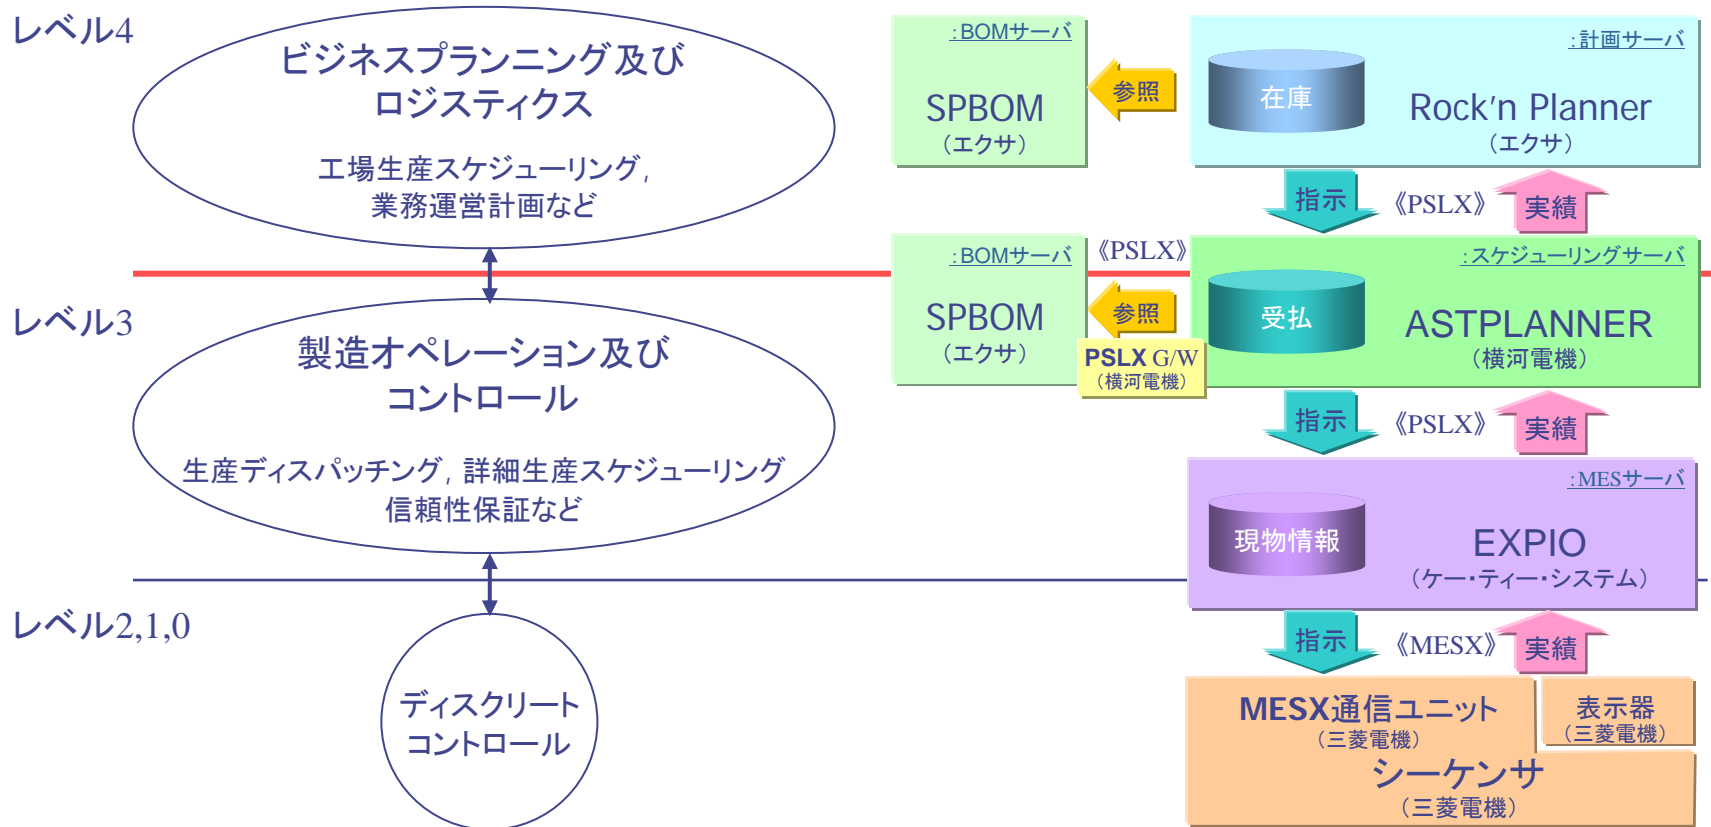 レベル4
ビジネスプランニング及び
ロジスティクス
工場生産スケジューリング,
業務運営計画など
:BOMサーバ
SPBOM
(エクサ)
参照
:計画サーバ
在庫
Rock'n Planner
(エクサ)
指示
《PSLX》
実績
レベル3
製造オペレーション及び
コントロール
生産ディスパッチング, 詳細生産スケジューリング
信頼性保証など
:BOMサーバ
SPBOM
(エクサ)
《PSLX》
参照
PSLX G/W
(横河電機)
:スケジューリングサーバ
受払
ASTPLANNER
(横河電機)
指示
《PSLX》
実績
:MESサーバ
現物情報
EXPIO
(ケー・ティー・システム)
レベル2,1,0
ディスクリート
コントロール
指示
《MESX》
実績
MESX通信ユニット
(三菱電機)
表示器
(三菱電機)
シーケンサ
(三菱電機)